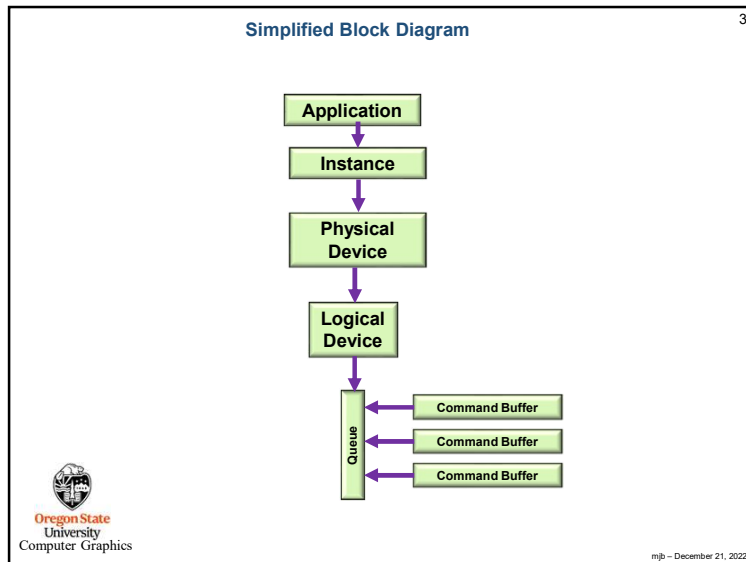 3
Simplified Block Diagram
Application
Instance
Physical
Device
Logical
Device
Queue
Command Buffer
Command Buffer
Command Buffer
Oregon State
University
Computer Graphics
mjb – December 21, 2022